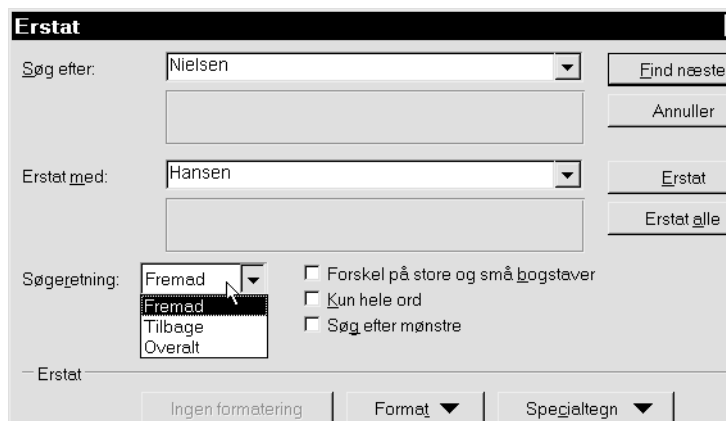 Erstat
Søg efter: Nielsen
Find næste
Annuller
Erstat med: Hansen
Erstat
Erstat alle
Søgeretning: Fremad
Fremad
Tilbage
Overalt
Forskel på store og små bogstaver
Kun hele ord
Søg efter mønstre
Erstat
Ingen formatering
Format
Specialtegn